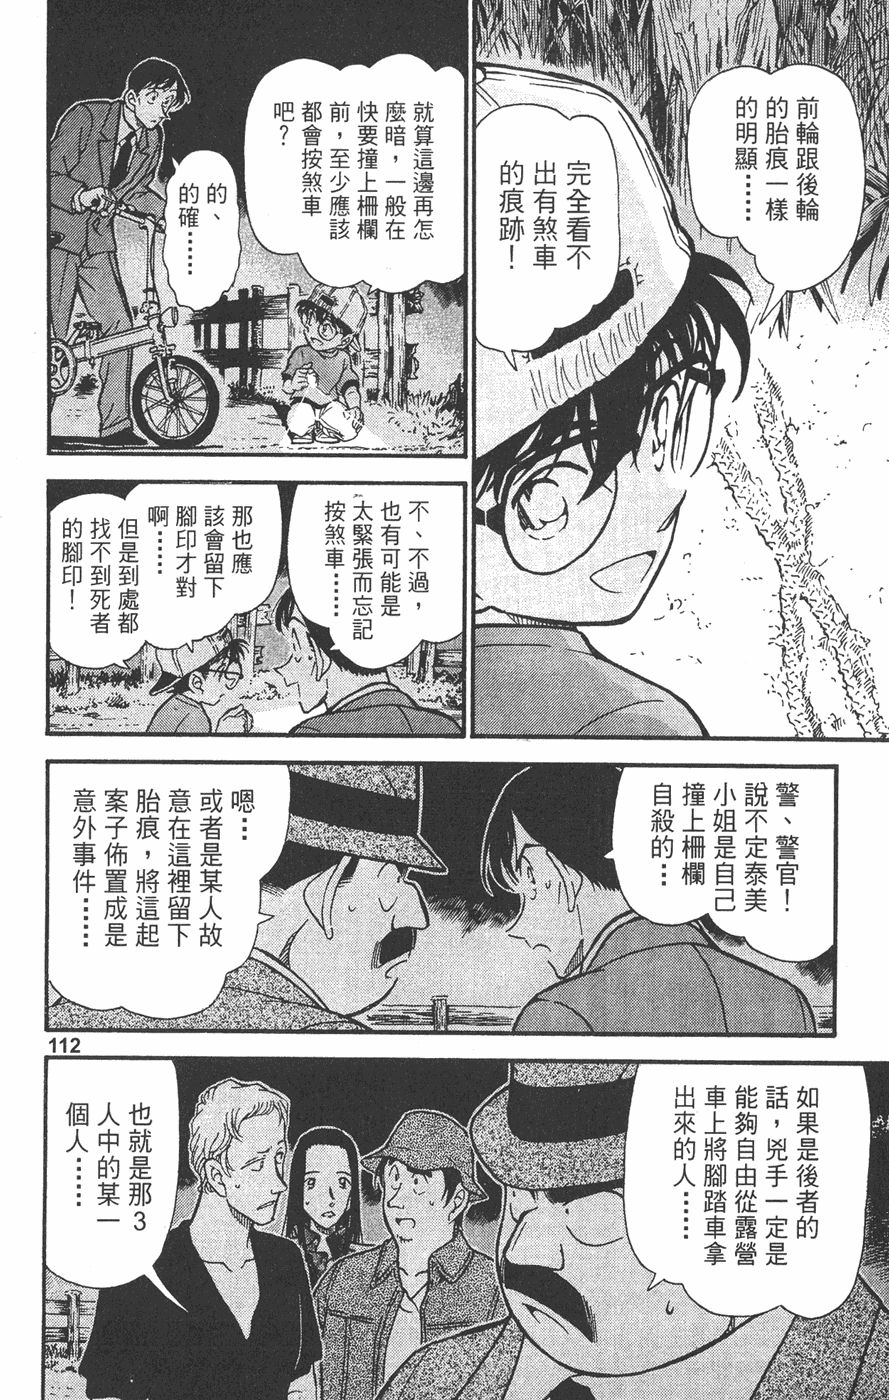 前輪跟後輪
的胎痕一樣
的明顯……
完全看不
出有煞車
的痕跡！
就算這邊再怎
麼暗，一般在
快要撞上柵欄
前，至少應該
都會按煞車
吧？
的、
的確……
不、不過，
也有可能是
太緊張而忘記
按煞車……
那也應
該會留下
腳印才對
啊……
但是到處都
找不到死者
的腳印！
警、警官！
說不定泰美
小姐是自己
撞上柵欄
自殺的…
嗯…
或者是某人故
意在這裡留下
胎痕，將這起
案子佈置成是
意外事件……
112
如果是後者的
話，兇手一定是
能夠自由從露營
車上將腳踏車拿
出來的人……
也就是那3
人中的某一
個人……